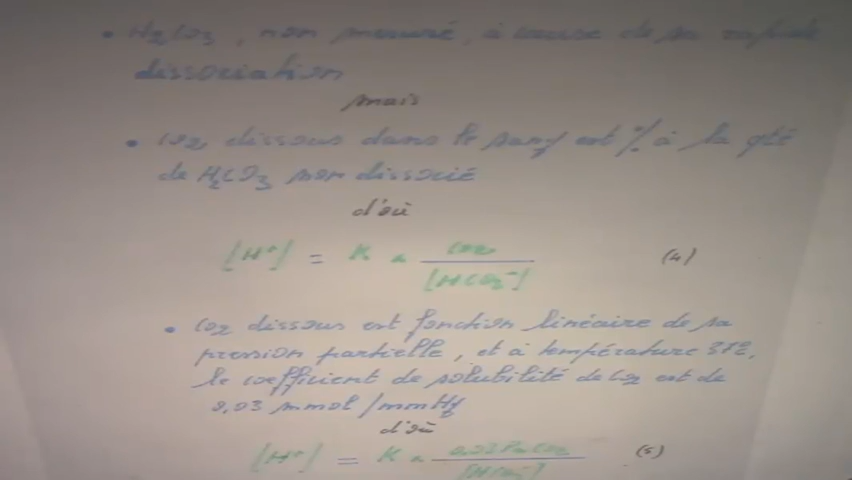 • H2CO3, non mesuré, à cause de sa rapide
dissociation
mais
• CO2 dissous dans le sang est % à la qté
de H2CO3 non dissocié
d'où
[H+] = K × CO2 / [HCO3-] (4)
• CO2 dissous est fonction linéaire de sa
pression partielle, et à température 37°C,
le coefficient de solubilité de CO2 est de
0,03 mmol/mmHg
d'où
[H+] = K × 0,03 PaCO2 / [HCO3-] (5)